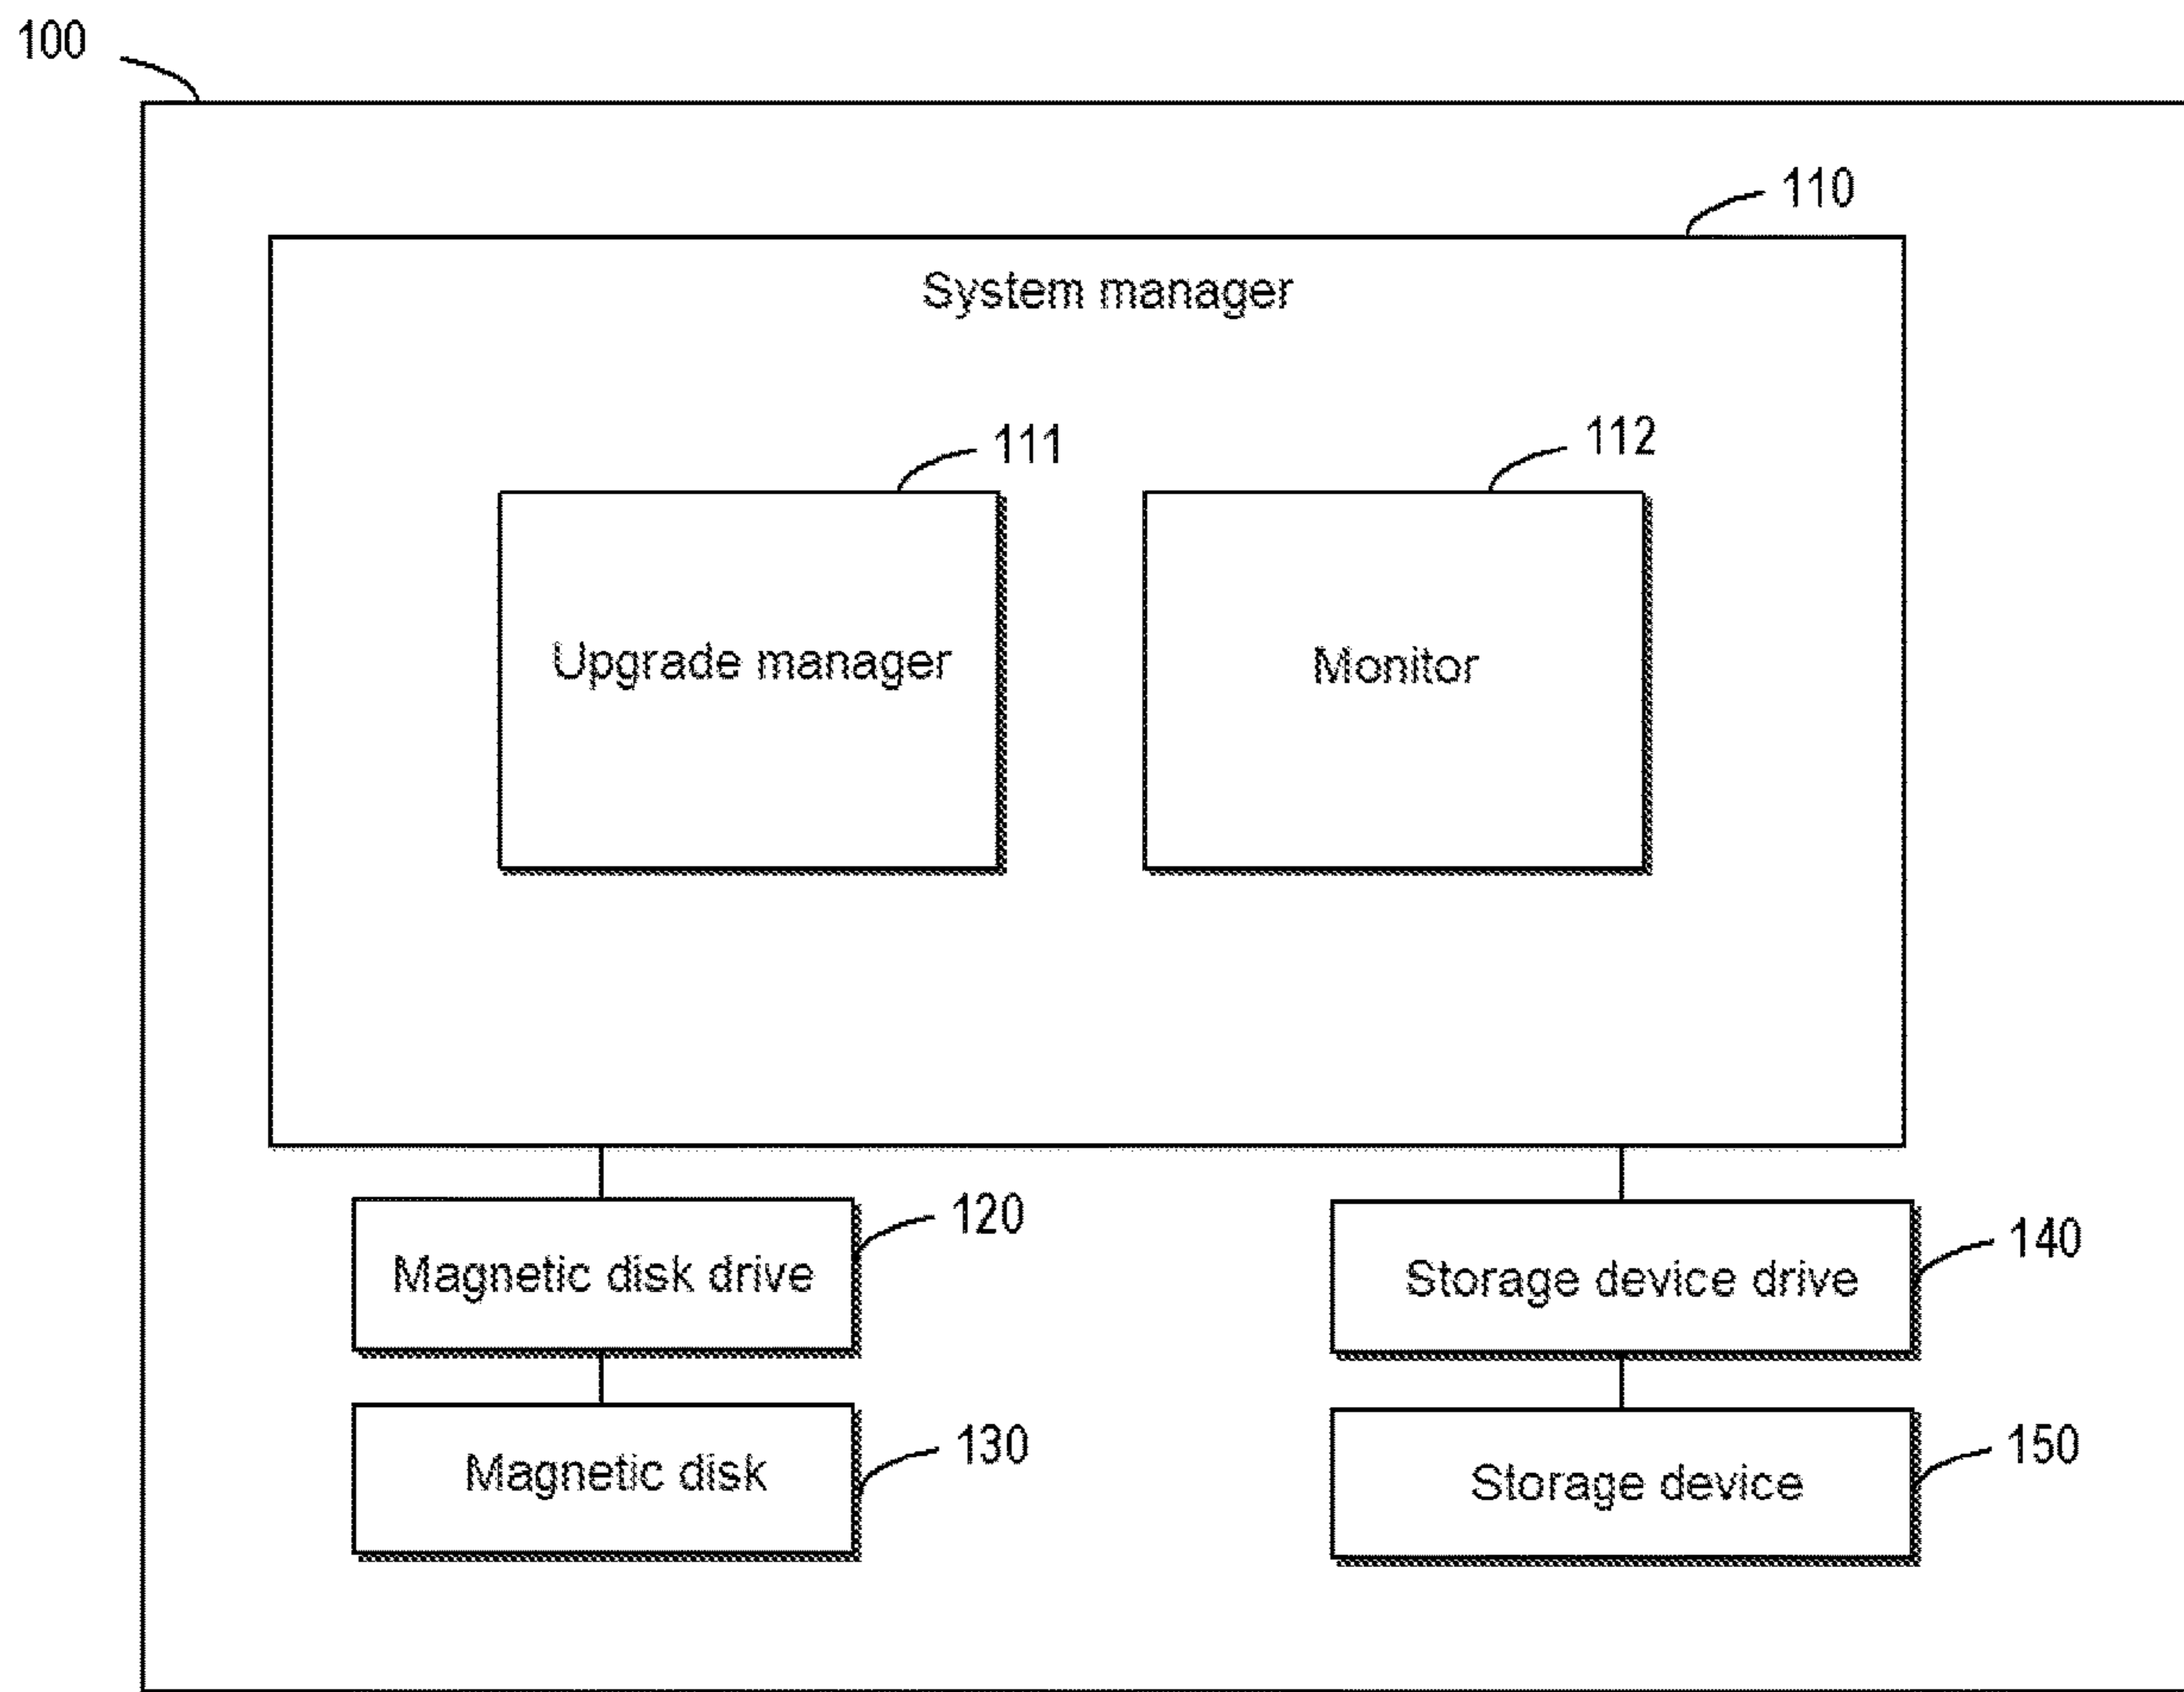 100
110
System manager
111
112
Upgrade manager
Monitor
120
Magnetic disk drive
140
Storage device drive
130
Magnetic disk
150
Storage device